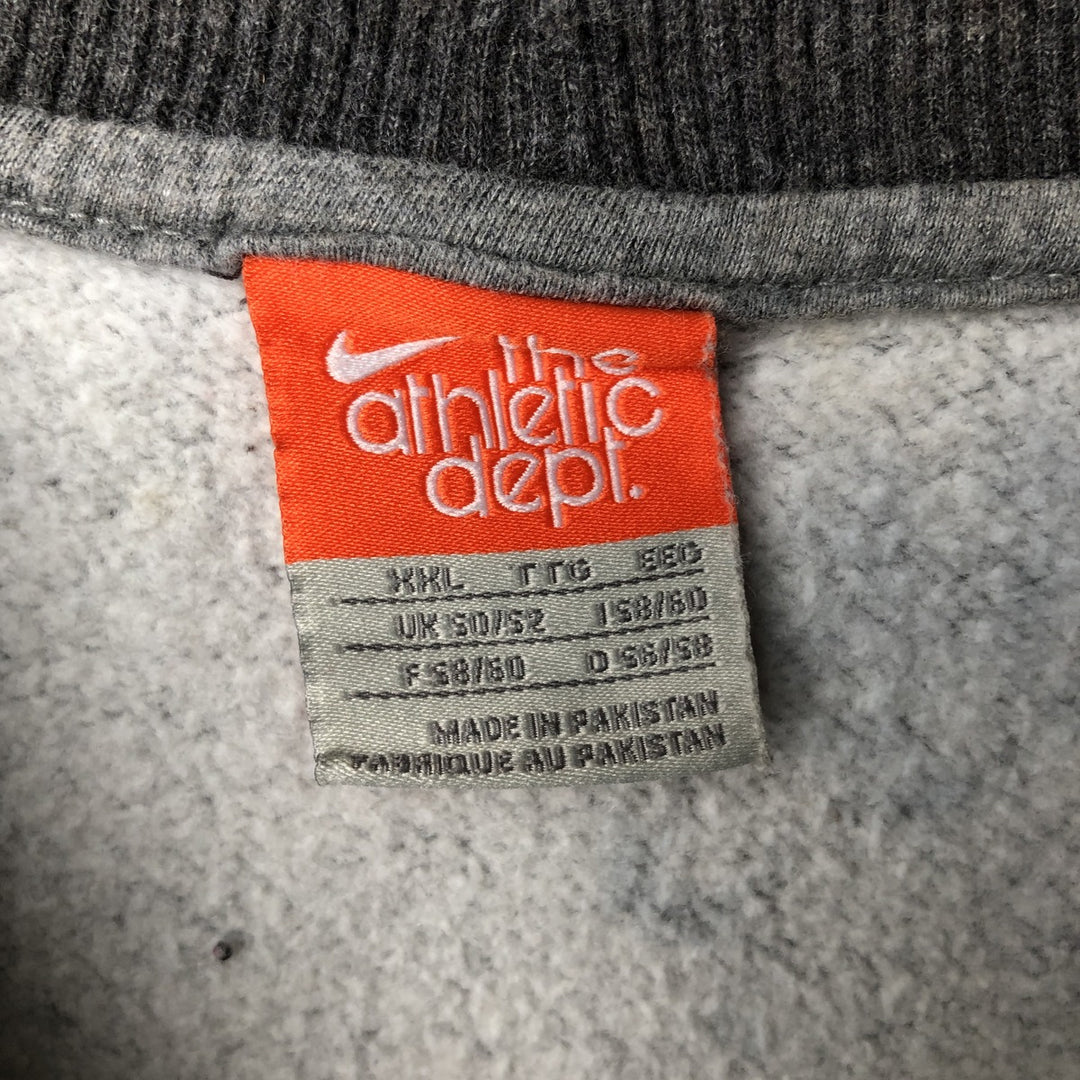 the
athletic
dept.
XXL TTG EEG
UK 50/52 I 58/60
F 58/60 D 56/58
MADE IN PAKISTAN
FABRIQUE AU PAKISTAN